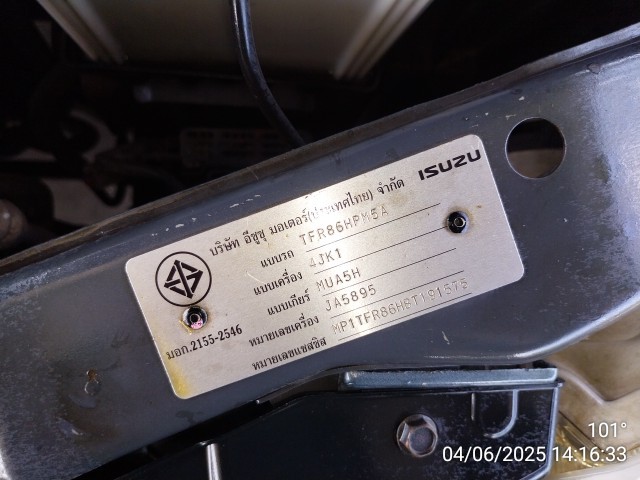 ISUZU
บริษัท อีซูซุ มอเตอร์(ประเทศไทย) จำกัด
แบบรถ TFR86HPM5A
แบบเครื่อง 4JK1
แบบเกียร์ MUA5H
หมายเลขเครื่อง JA5895
หมายเลขแชสซิส
มอก.2155-2546
101°
04/06/2025 14:16:33